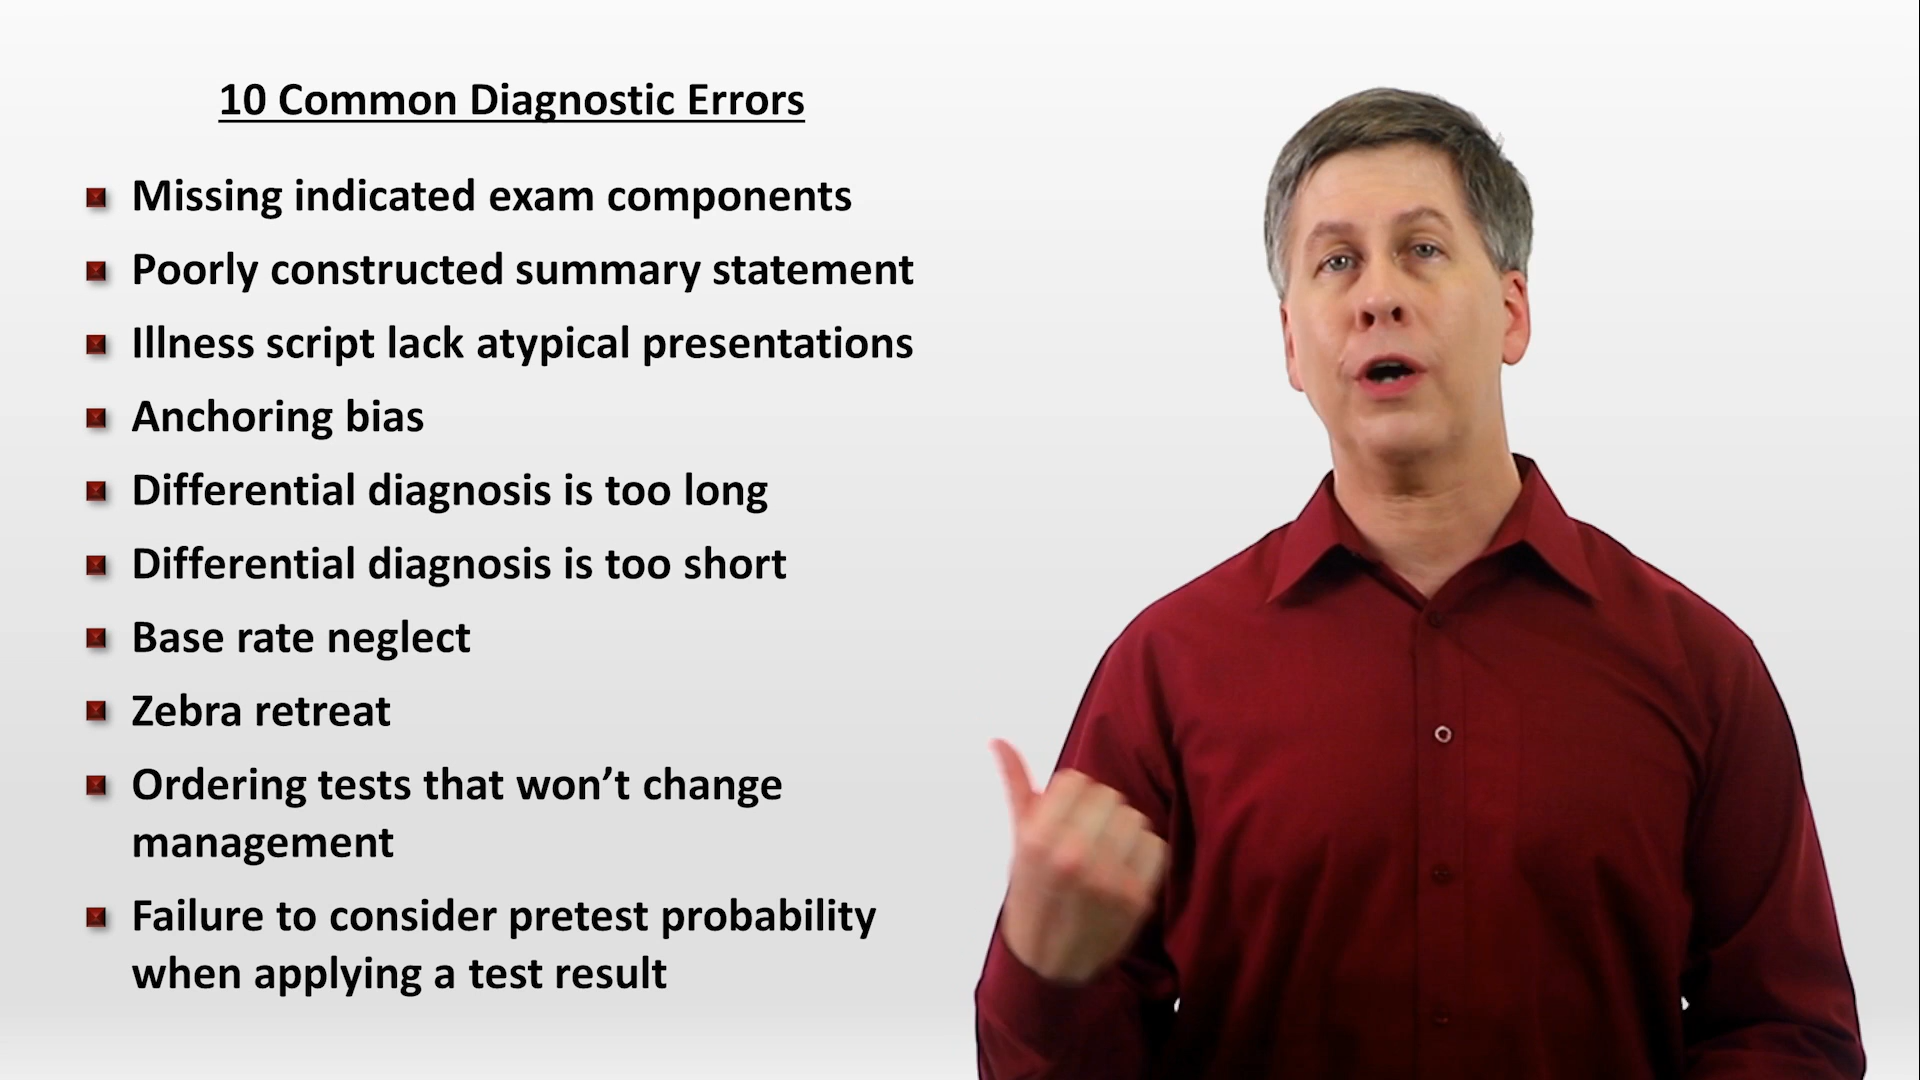 10 Common Diagnostic Errors
Missing indicated exam components
Poorly constructed summary statement
Illness script lack atypical presentations
Anchoring bias
Differential diagnosis is too long
Differential diagnosis is too short
Base rate neglect
Zebra retreat
Ordering tests that won’t change
management
Failure to consider pretest probability
when applying a test result